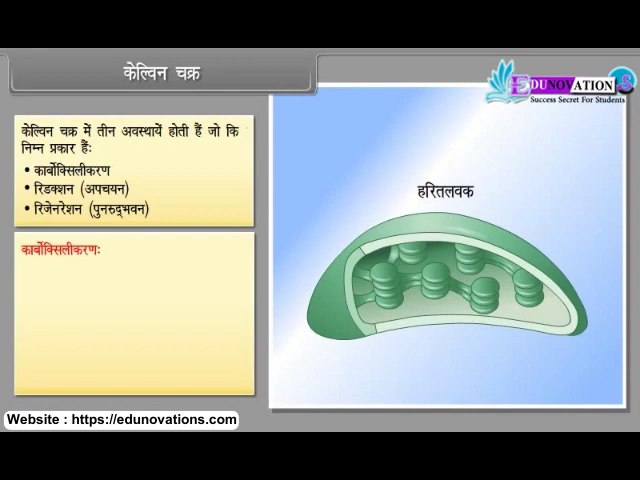 केल्विन चक्र
EDUNOVATIONS
Success Secret For Students
केल्विन चक्र में तीन अवस्थायें होती हैं जो कि
निम्न प्रकार हैः
• कार्बोक्सिलीकरण
• रिडक्शन (अपचयन)
• रिजेनरेशन (पुनरुद्भवन)
हरितलवक
कार्बोक्सिलीकरणः
Website : https://edunovations.com